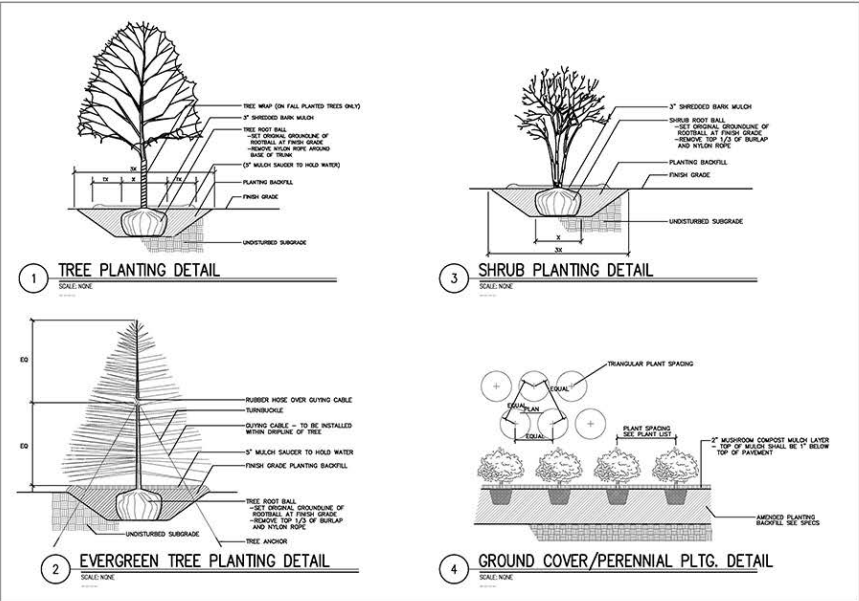 TREE WRAP (ON FALL PLANTED TREES ONLY)
3" SHREDDED BARK MULCH
TREE ROOT BALL
-SET ORIGINAL GROUNDLINE OF
ROOTBALL AT FINISH GRADE
-REMOVE NYLON ROPE AROUND
BASE OF TRUNK
(5" MULCH SAUCER TO HOLD WATER)
PLANTING BACKFILL
FINISH GRADE
UNDISTURBED SUBGRADE
3X
1X
X
1X
1
TREE PLANTING DETAIL
SCALE: NONE
3" SHREDDED BARK MULCH
SHRUB ROOT BALL
-SET ORIGINAL GROUNDLINE OF
ROOTBALL AT FINISH GRADE
-REMOVE TOP 1/3 OF BURLAP
AND NYLON ROPE
PLANTING BACKFILL
FINISH GRADE
UNDISTURBED SUBGRADE
X
3X
3
SHRUB PLANTING DETAIL
SCALE: NONE
EQ
EQ
RUBBER HOSE OVER GUYING CABLE
TURNBUCKLE
GUYING CABLE - TO BE INSTALLED
WITHIN DRIPLINE OF TREE
5" MULCH SAUCER TO HOLD WATER
FINISH GRADE PLANTING BACKFILL
TREE ROOT BALL
-SET ORIGINAL GROUNDLINE OF
ROOTBALL AT FINISH GRADE
-REMOVE TOP 1/3 OF BURLAP
AND NYLON ROPE
UNDISTURBED SUBGRADE
TREE ANCHOR
2
EVERGREEN TREE PLANTING DETAIL
SCALE: NONE
TRIANGULAR PLANT SPACING
EQUAL
EQUAL
PLAN
EQUAL
PLANT SPACING
SEE PLANT LIST
2" MUSHROOM COMPOST MULCH LAYER
- TOP OF MULCH SHALL BE 1" BELOW
TOP OF PAVEMENT
AMENDED PLANTING
BACKFILL SEE SPECS
4
GROUND COVER/PERENNIAL PLTG. DETAIL
SCALE: NONE